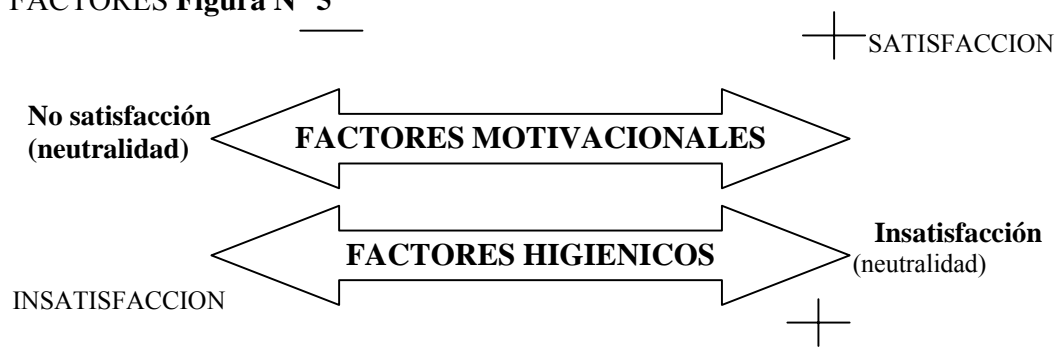 FACTORES Figura N° 3
SATISFACCION
No satisfacción
(neutralidad)
FACTORES MOTIVACIONALES
FACTORES HIGIENICOS
Insatisfacción
(neutralidad)
INSATISFACCION